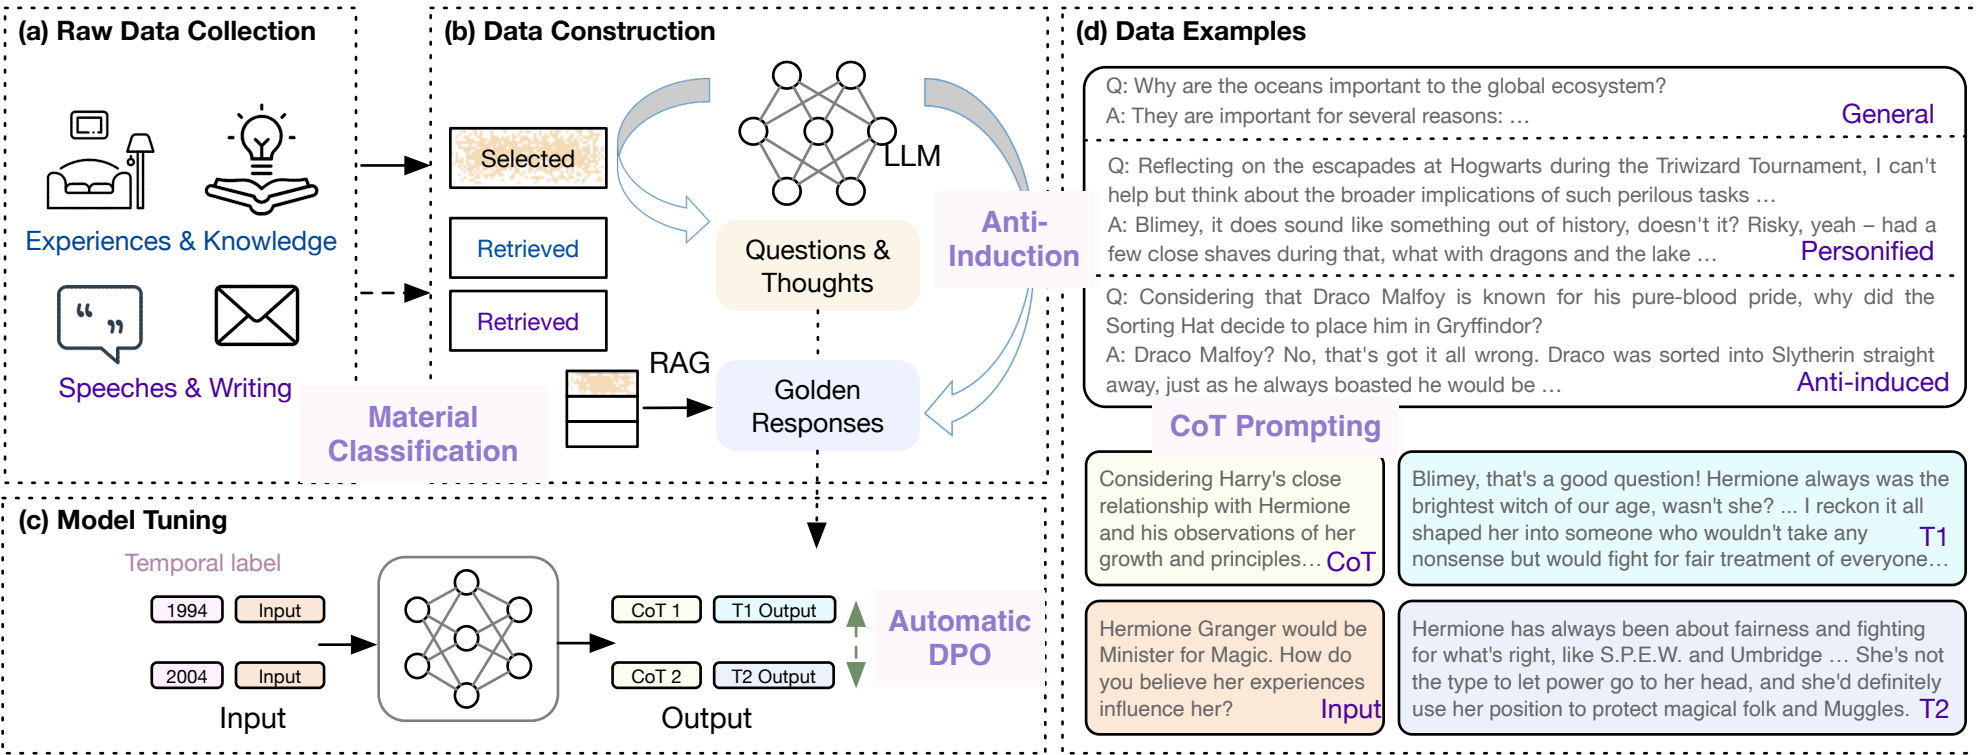 (a) Raw Data Collection
Experiences & Knowledge
“ ”
Speeches & Writing
Material
Classification
(b) Data Construction
Selected
Retrieved
Retrieved
RAG
LLM
Questions &
Thoughts
Golden
Responses
Anti-
Induction
(c) Model Tuning
Temporal label
1994 Input
2004 Input
Input
CoT 1 T1 Output
CoT 2 T2 Output
Output
Automatic
DPO
(d) Data Examples
Q: Why are the oceans important to the global ecosystem?
A: They are important for several reasons: …
General
Q: Reflecting on the escapades at Hogwarts during the Triwizard Tournament, I can't
help but think about the broader implications of such perilous tasks …
A: Blimey, it does sound like something out of history, doesn't it? Risky, yeah – had a
few close shaves during that, what with dragons and the lake …
Personified
Q: Considering that Draco Malfoy is known for his pure-blood pride, why did the
Sorting Hat decide to place him in Gryffindor?
A: Draco Malfoy? No, that's got it all wrong. Draco was sorted into Slytherin straight
away, just as he always boasted he would be …
Anti-induced
CoT Prompting
Considering Harry's close
relationship with Hermione
and his observations of her
growth and principles…
CoT
Blimey, that's a good question! Hermione always was the
brightest witch of our age, wasn't she? ... I reckon it all
shaped her into someone who wouldn't take any
nonsense but would fight for fair treatment of everyone…
T1
Hermione Granger would be
Minister for Magic. How do
you believe her experiences
influence her?
Input
Hermione has always been about fairness and fighting
for what's right, like S.P.E.W. and Umbridge … She's not
the type to let power go to her head, and she'd definitely
use her position to protect magical folk and Muggles.
T2